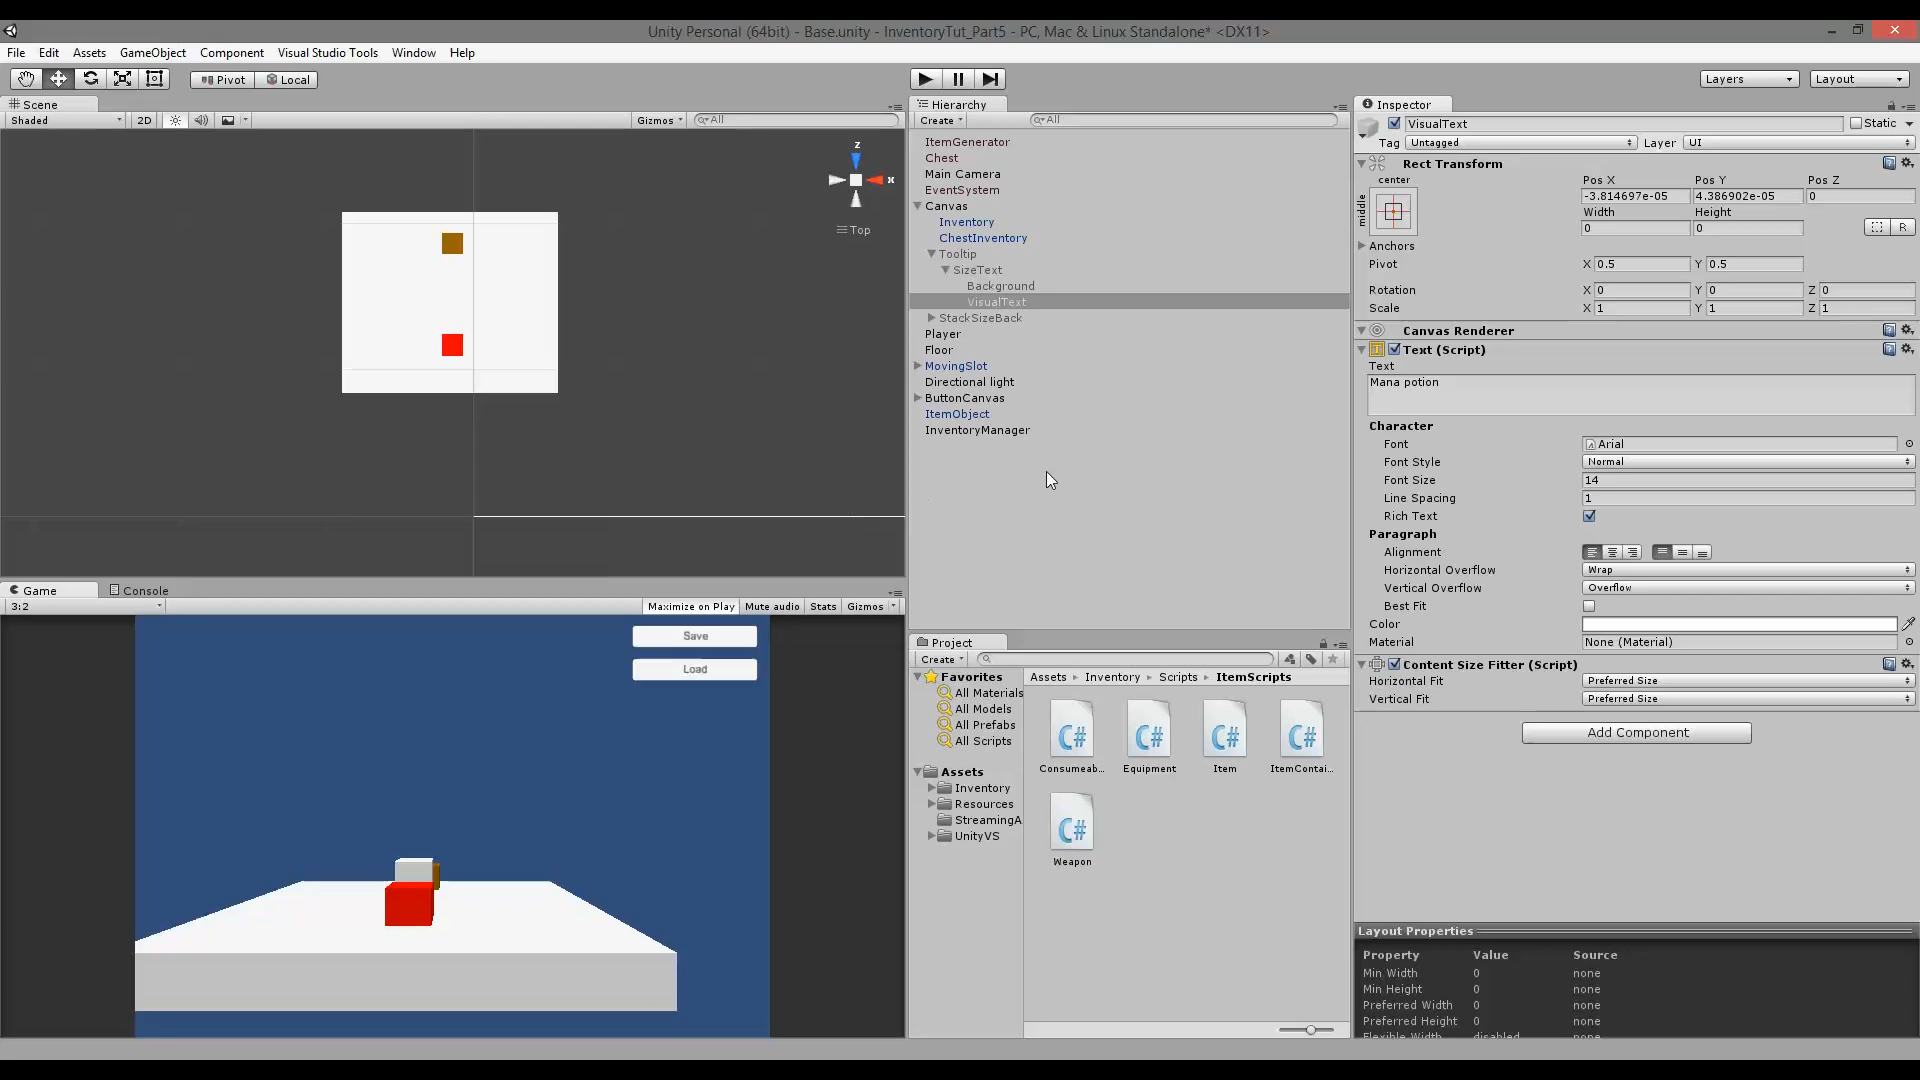 Unity Personal (64bit) - Base.unity - InventoryTut_Part5 - PC, Mac & Linux Standalone* <DX11>
File Edit Assets GameObject Component Visual Studio Tools Window Help
Pivot Local Layers Layout
Scene
Shaded 2D Gizmos All
z
x
Top
Hierarchy
Create All
ItemGenerator
Chest
Main Camera
EventSystem
Canvas
Inventory
ChestInventory
Tooltip
SizeText
Background
VisualText
StackSizeBack
Player
Floor
MovingSlot
Directional light
ButtonCanvas
ItemObject
InventoryManager
Game Console
3:2 Maximize on Play Mute audio Stats Gizmos
Save
Load
Project
Create
Favorites
All Materials
All Models
All Prefabs
All Scripts
Assets
Inventory
Resources
StreamingA
UnityVS
Assets Inventory Scripts ItemScripts
C# C# C# C#
Consumeab... Equipment Item ItemContai...
C#
Weapon
Inspector
VisualText Static
Tag Untagged Layer UI
Rect Transform
center
middle
Pos X Pos Y Pos Z
-3.814697e-05 4.386902e-05 0
Width Height
0 0 R
Anchors
Pivot X 0.5 Y 0.5
Rotation X 0 Y 0 Z 0
Scale X 1 Y 1 Z 1
Canvas Renderer
Text (Script)
Text
Mana potion
Character
Font Arial
Font Style Normal
Font Size 14
Line Spacing 1
Rich Text
Paragraph
Alignment
Horizontal Overflow Wrap
Vertical Overflow Overflow
Best Fit
Color
Material None (Material)
Content Size Fitter (Script)
Horizontal Fit Preferred Size
Vertical Fit Preferred Size
Add Component
Layout Properties
Property Value Source
Min Width 0 none
Min Height 0 none
Preferred Width 0 none
Preferred Height 0 none
Flexible Width disabled none